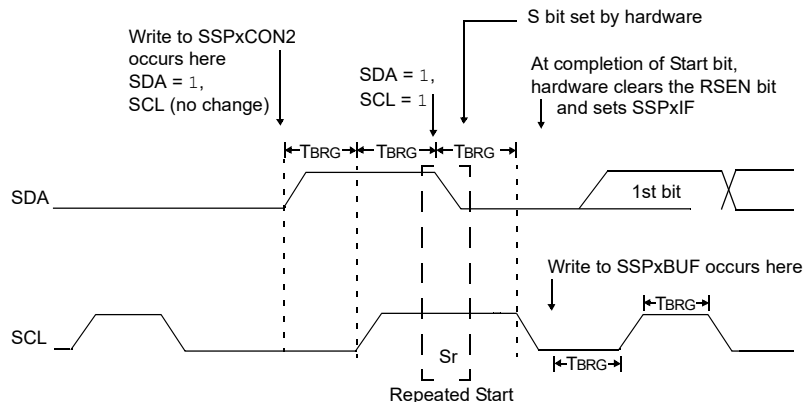 S bit set by hardware
Write to SSPxCON2
occurs here
SDA = 1,
SCL (no change)
SDA = 1,
SCL = 1
At completion of Start bit,
hardware clears the RSEN bit
and sets SSPxIF
TBRG
TBRG
TBRG
SDA
1st bit
Write to SSPxBUF occurs here
TBRG
SCL
Sr
TBRG
Repeated Start